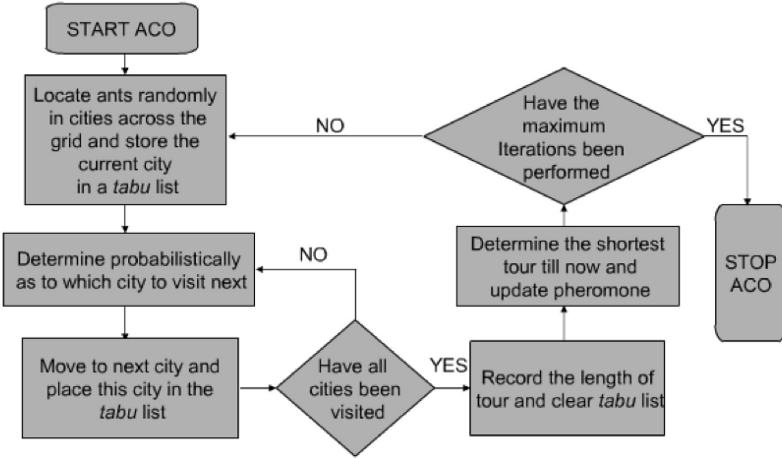 START ACO
Locate ants randomly
in cities across the
grid and store the
current city
in a tabu list
Determine probabilistically
as to which city to visit next
Move to next city and
place this city in the
tabu list
NO
Have all
cities been
visited
YES
Record the length of
tour and clear tabu list
Determine the shortest
tour till now and
update pheromone
Have the
maximum
Iterations been
performed
NO
YES
STOP
ACO